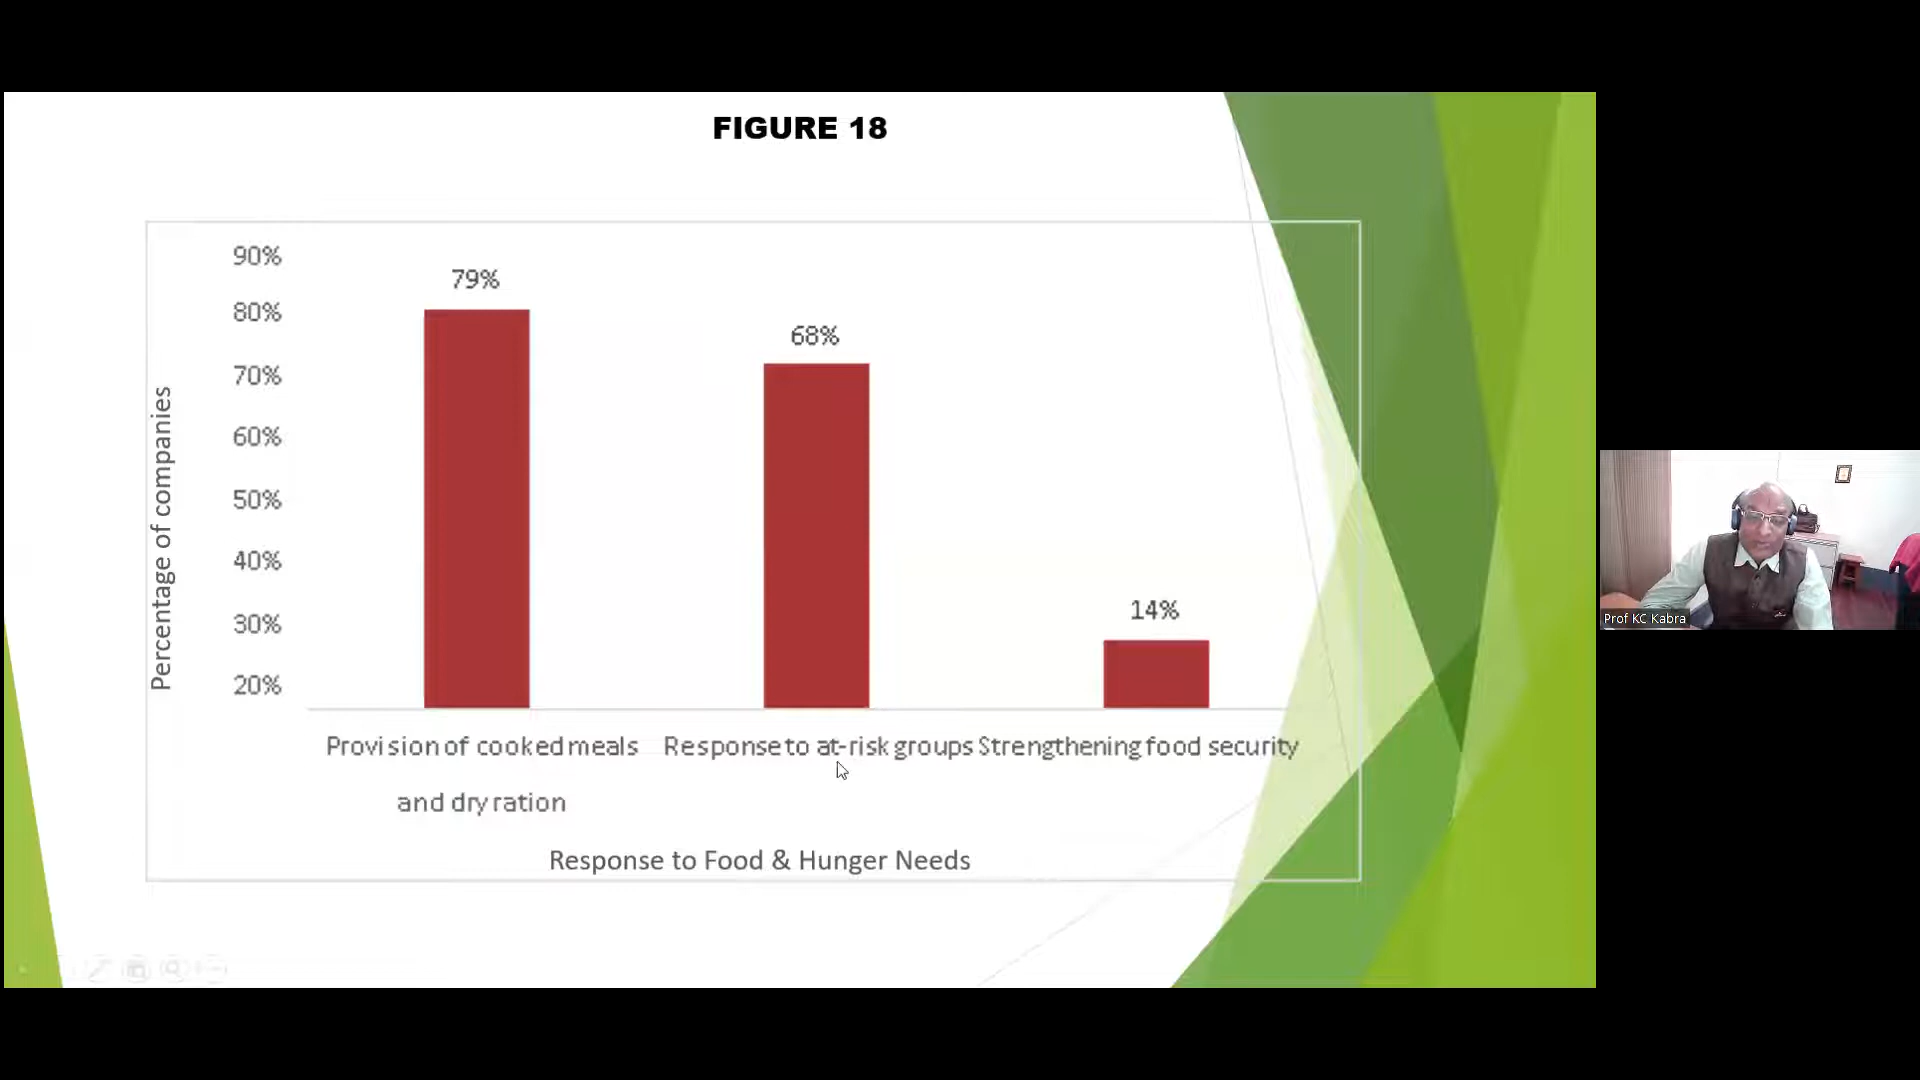 FIGURE 18
90%
80%
70%
60%
50%
40%
30%
20%
Percentage of companies
79%
68%
14%
Provision of cooked meals
and dry ration
Response to at-risk groups
Strengthening food security
Response to Food & Hunger Needs
Prof KC Kabra